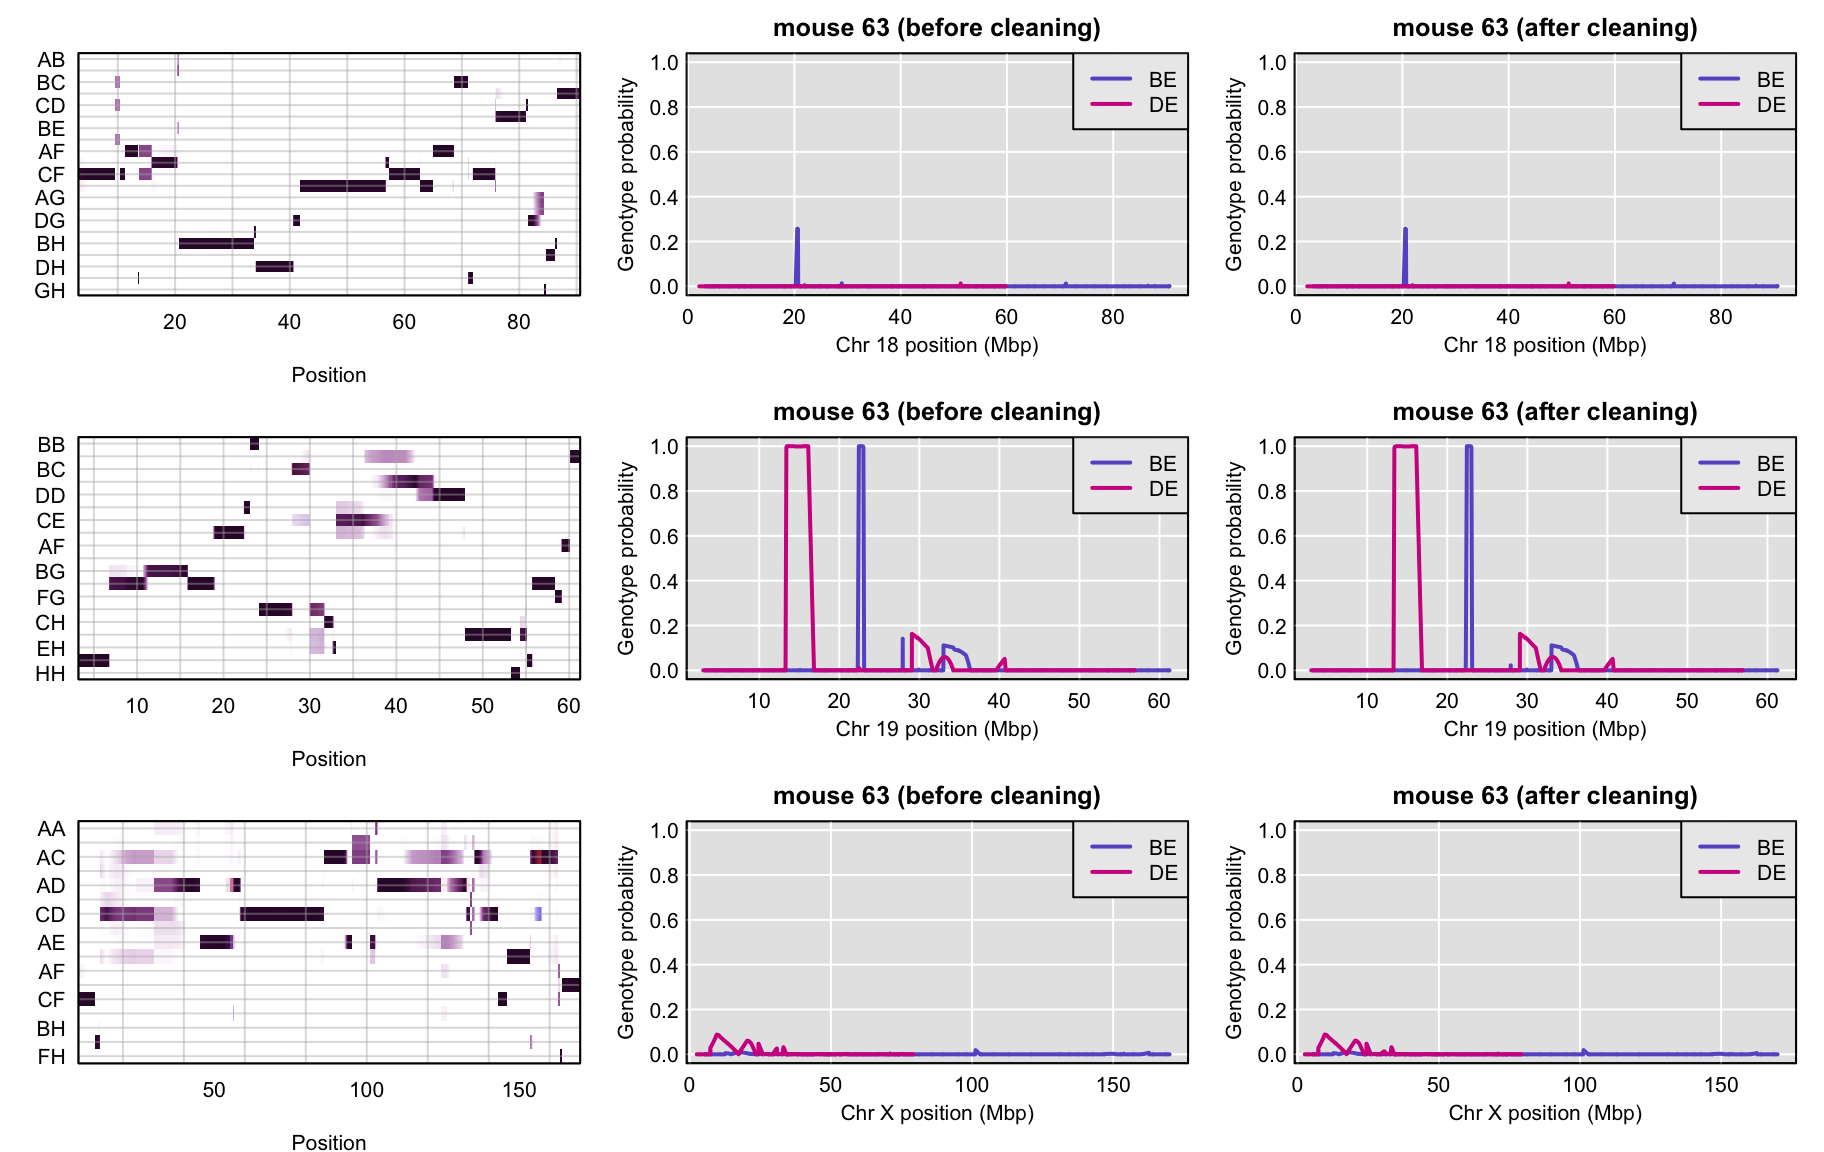 mouse 63 (before cleaning)
mouse 63 (after cleaning)
AB
BC
CD
BE
AF
CF
AG
DG
BH
DH
GH
20 40 60 80
Position
Genotype probability
1.0
0.8
0.6
0.4
0.2
0.0
BE
DE
0 20 40 60 80
Chr 18 position (Mbp)
Genotype probability
1.0
0.8
0.6
0.4
0.2
0.0
BE
DE
0 20 40 60 80
Chr 18 position (Mbp)
mouse 63 (before cleaning)
mouse 63 (after cleaning)
BB
BC
DD
CE
AF
BG
FG
CH
EH
HH
10 20 30 40 50 60
Position
Genotype probability
1.0
0.8
0.6
0.4
0.2
0.0
BE
DE
10 20 30 40 50 60
Chr 19 position (Mbp)
Genotype probability
1.0
0.8
0.6
0.4
0.2
0.0
BE
DE
10 20 30 40 50 60
Chr 19 position (Mbp)
mouse 63 (before cleaning)
mouse 63 (after cleaning)
AA
AC
AD
CD
AE
AF
CF
BH
FH
50 100 150
Position
Genotype probability
1.0
0.8
0.6
0.4
0.2
0.0
BE
DE
0 50 100 150
Chr X position (Mbp)
Genotype probability
1.0
0.8
0.6
0.4
0.2
0.0
BE
DE
0 50 100 150
Chr X position (Mbp)